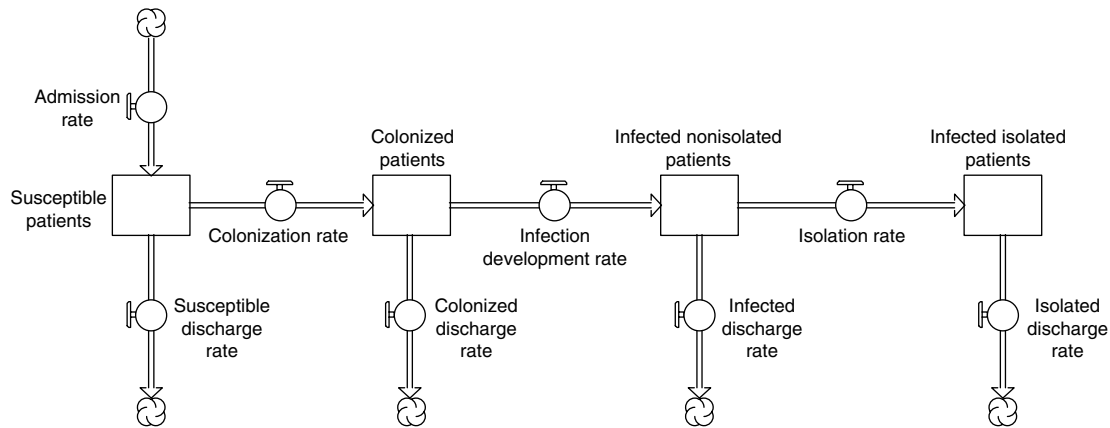 Admission
rate
Susceptible
patients
Colonization rate
Colonized
patients
Infection
development rate
Infected nonisolated
patients
Isolation rate
Infected isolated
patients
Susceptible
discharge
rate
Colonized
discharge
rate
Infected
discharge
rate
Isolated
discharge
rate